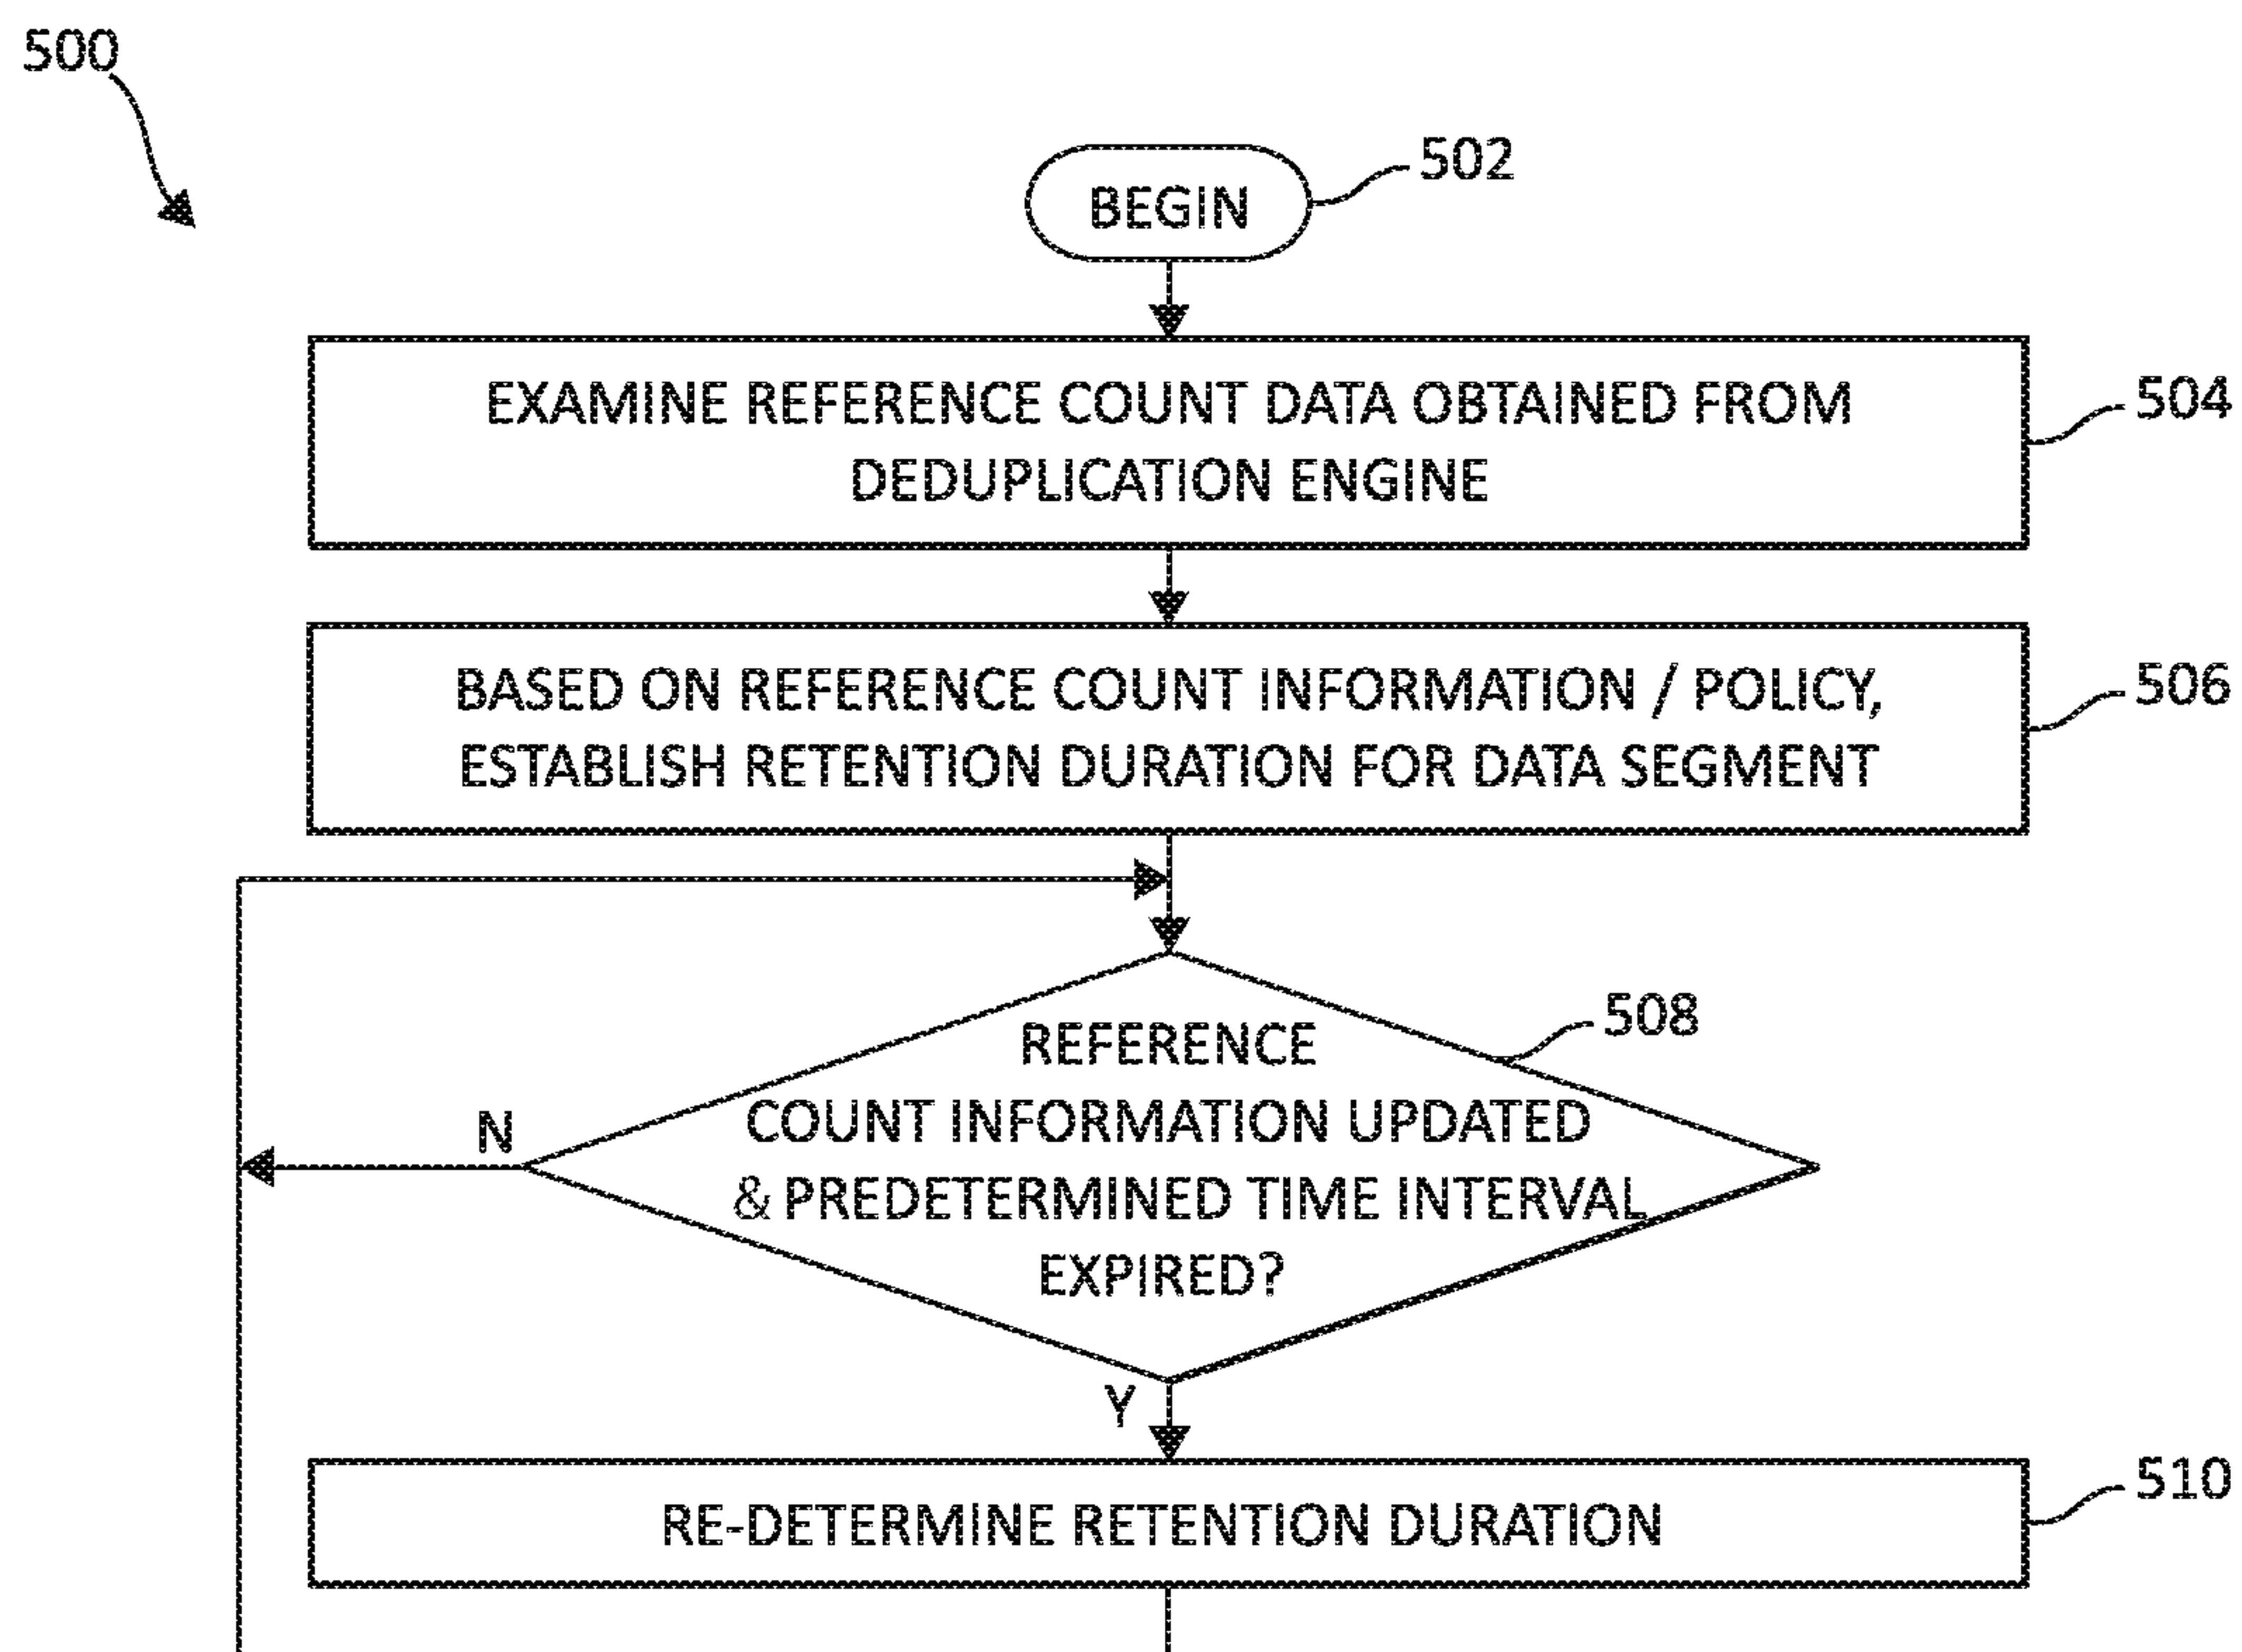 500
BEGIN
502
EXAMINE REFERENCE COUNT DATA OBTAINED FROM
DEDUPLICATION ENGINE
504
BASED ON REFERENCE COUNT INFORMATION / POLICY,
ESTABLISH RETENTION DURATION FOR DATA SEGMENT
506
REFERENCE
COUNT INFORMATION UPDATED
& PREDETERMINED TIME INTERVAL
EXPIRED?
508
N
Y
RE-DETERMINE RETENTION DURATION
510